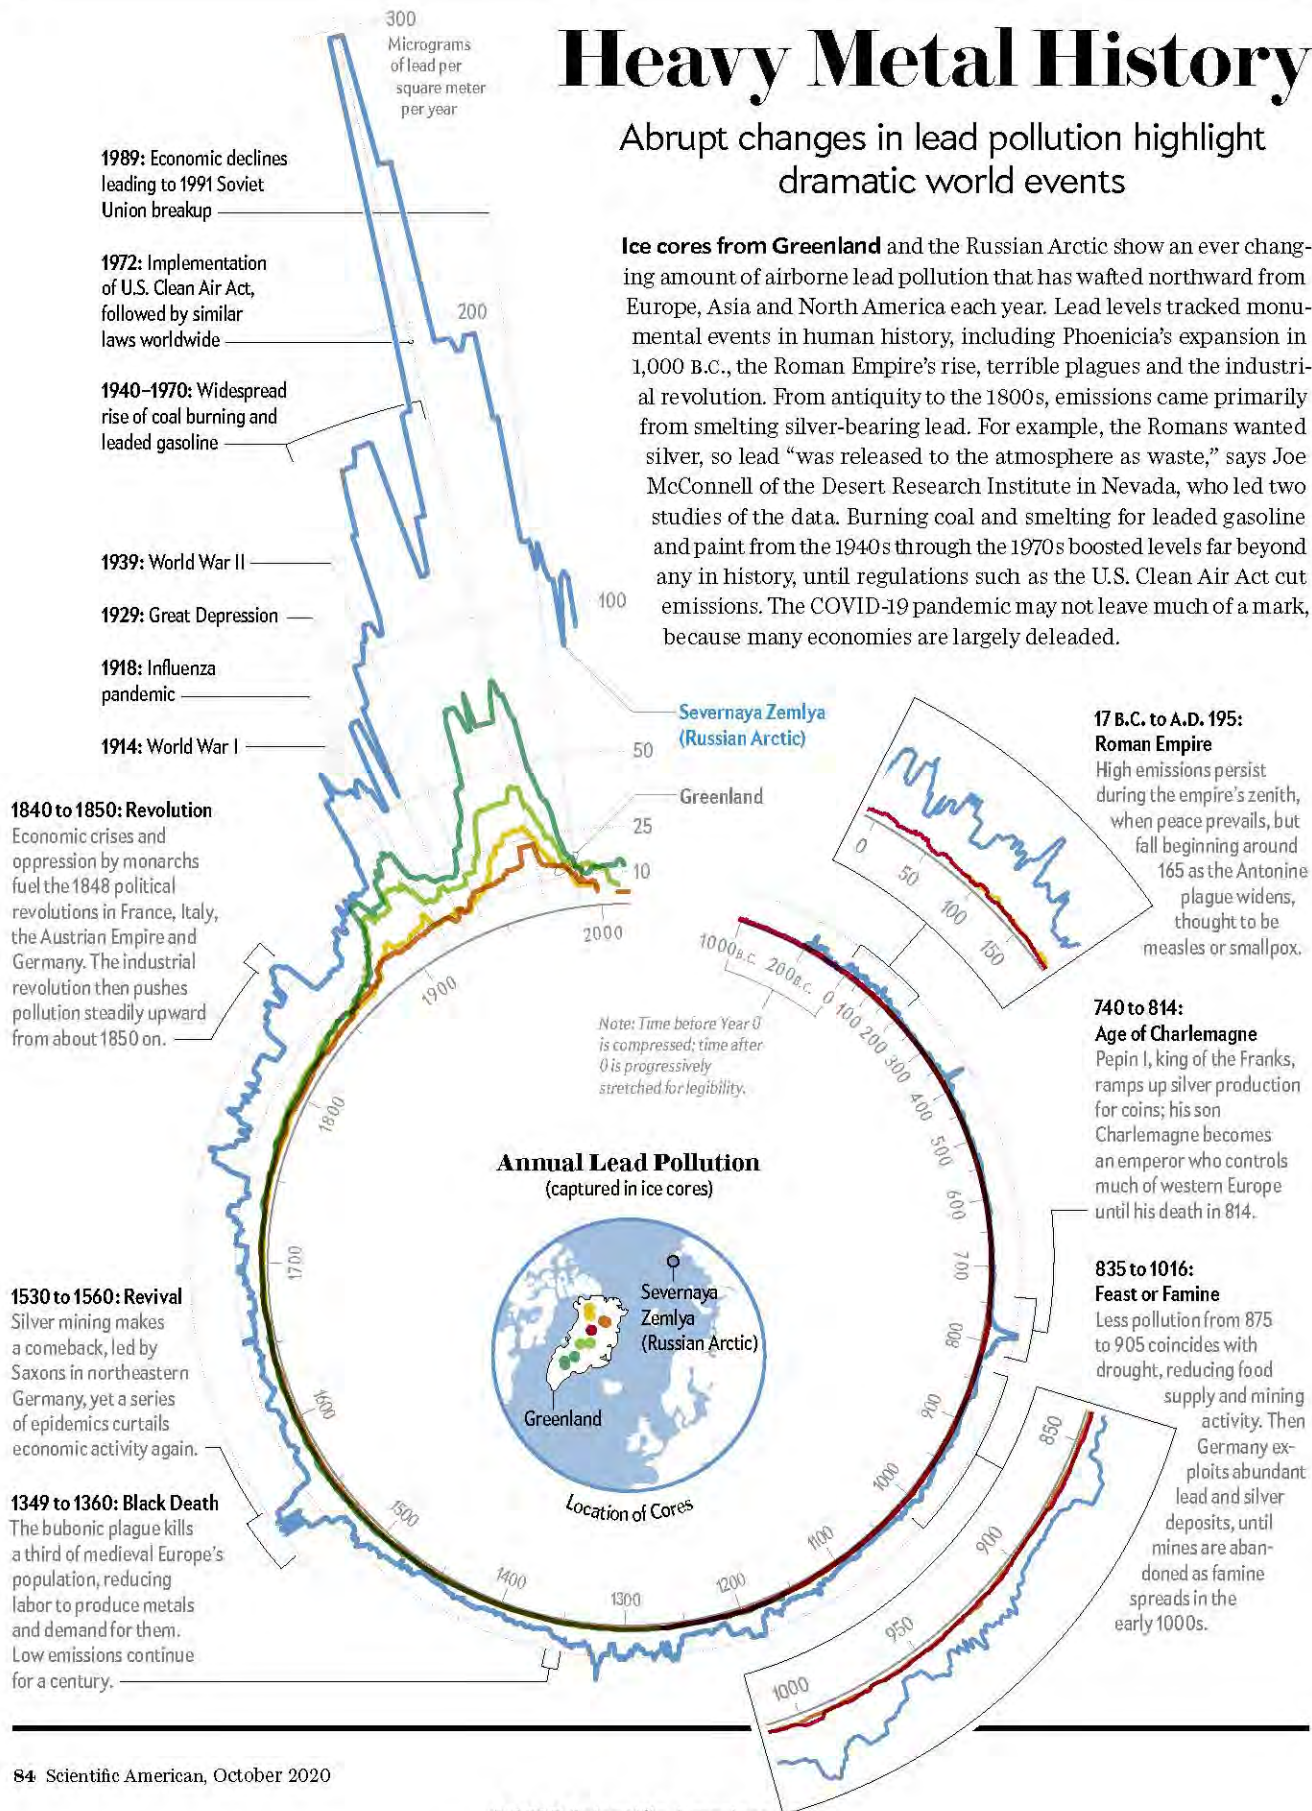 Heavy Metal History
Abrupt changes in lead pollution highlight
dramatic world events
Ice cores from Greenland and the Russian Arctic show an ever chang-
ing amount of airborne lead pollution that has wafted northward from
Europe, Asia and North America each year. Lead levels tracked monu-
mental events in human history, including Phoenicia's expansion in
1,000 B.C., the Roman Empire's rise, terrible plagues and the industri-
al revolution. From antiquity to the 1800s, emissions came primarily
from smelting silver-bearing lead. For example, the Romans wanted
silver, so lead “was released to the atmosphere as waste,” says Joe
McConnell of the Desert Research Institute in Nevada, who led two
studies of the data. Burning coal and smelting for leaded gasoline
and paint from the 1940s through the 1970s boosted levels far beyond
any in history, until regulations such as the U.S. Clean Air Act cut
emissions. The COVID-19 pandemic may not leave much of a mark,
because many economies are largely deleaded.
300
Micrograms
of lead per
square meter
per year
200
100
50
25
10
1989: Economic declines
leading to 1991 Soviet
Union breakup
1972: Implementation
of U.S. Clean Air Act,
followed by similar
laws worldwide
1940–1970: Widespread
rise of coal burning and
leaded gasoline
1939: World War II
1929: Great Depression
1918: Influenza
pandemic
1914: World War I
Severnaya Zemlya
(Russian Arctic)
Greenland
1840 to 1850: Revolution
Economic crises and
oppression by monarchs
fuel the 1848 political
revolutions in France, Italy,
the Austrian Empire and
Germany. The industrial
revolution then pushes
pollution steadily upward
from about 1850 on.
1530 to 1560: Revival
Silver mining makes
a comeback, led by
Saxons in northeastern
Germany, yet a series
of epidemics curtails
economic activity again.
1349 to 1360: Black Death
The bubonic plague kills
a third of medieval Europe's
population, reducing
labor to produce metals
and demand for them.
Low emissions continue
for a century.
17 B.C. to A.D. 195:
Roman Empire
High emissions persist
during the empire's zenith,
when peace prevails, but
fall beginning around
165 as the Antonine
plague widens,
thought to be
measles or smallpox.
0
50
100
150
740 to 814:
Age of Charlemagne
Pepin I, king of the Franks,
ramps up silver production
for coins; his son
Charlemagne becomes
an emperor who controls
much of western Europe
until his death in 814.
835 to 1016:
Feast or Famine
Less pollution from 875
to 905 coincides with
drought, reducing food
supply and mining
activity. Then
Germany ex-
ploits abundant
lead and silver
deposits, until
mines are aban-
doned as famine
spreads in the
early 1000s.
850
900
950
1000
1000 B.C.
200 B.C.
0
100
200
300
400
500
600
700
800
900
1000
1100
1200
1300
1400
1500
1600
1700
1800
1900
2000
Note: Time before Year 0
is compressed; time after
0 is progressively
stretched for legibility.
Annual Lead Pollution
(captured in ice cores)
Severnaya
Zemlya
(Russian Arctic)
Greenland
Location of Cores
84 Scientific American, October 2020